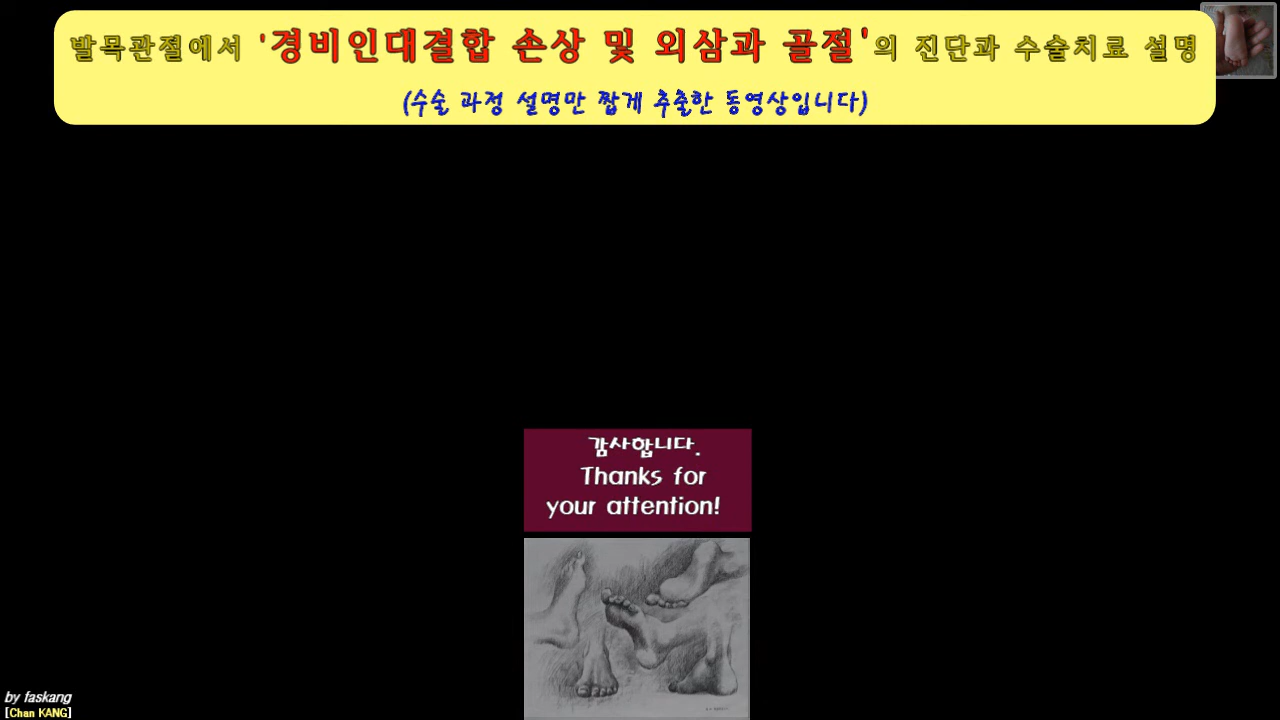 발목관절에서 '경비인대결합 손상 및 외삼과 골절'의 진단과 수술치료 설명
(수술 과정 설명만 짧게 추출한 동영상입니다)
감사합니다.
Thanks for
your attention!
by faskang
[Chan KANG]